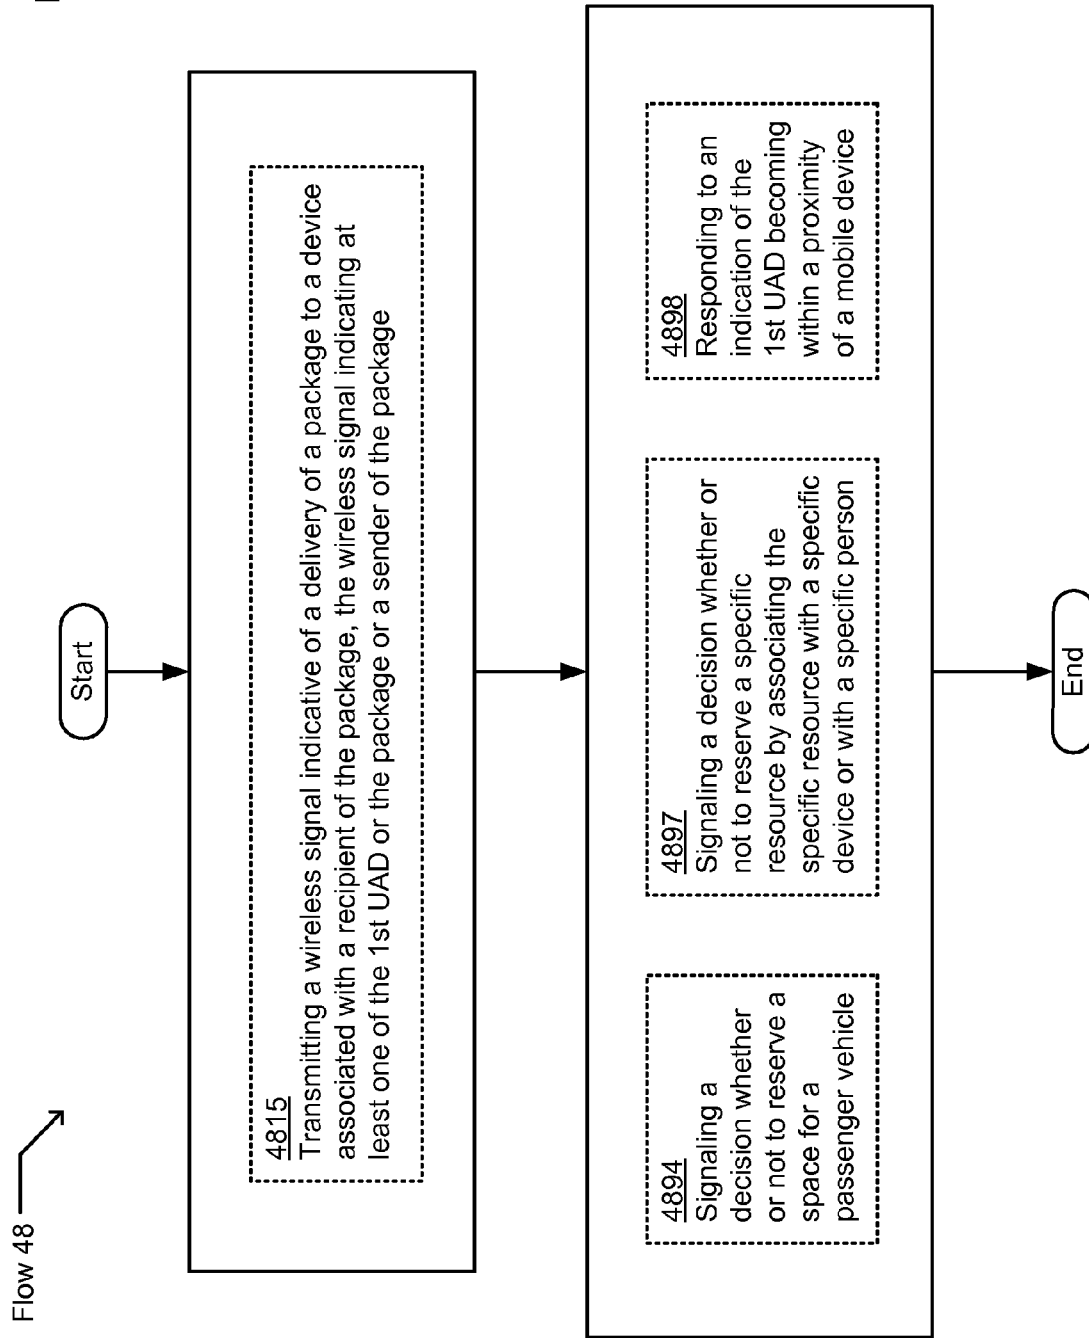 Flow 48
Start
4815
Transmitting a wireless signal indicative of a delivery of a package to a device
associated with a recipient of the package, the wireless signal indicating at
least one of the 1st UAD or the package or a sender of the package
4894
Signaling a
decision whether
or not to reserve a
space for a
passenger vehicle
4897
Signaling a decision whether or
not to reserve a specific
resource by associating the
specific resource with a specific
device or with a specific person
4898
Responding to an
indication of the
1st UAD becoming
within a proximity
of a mobile device
End